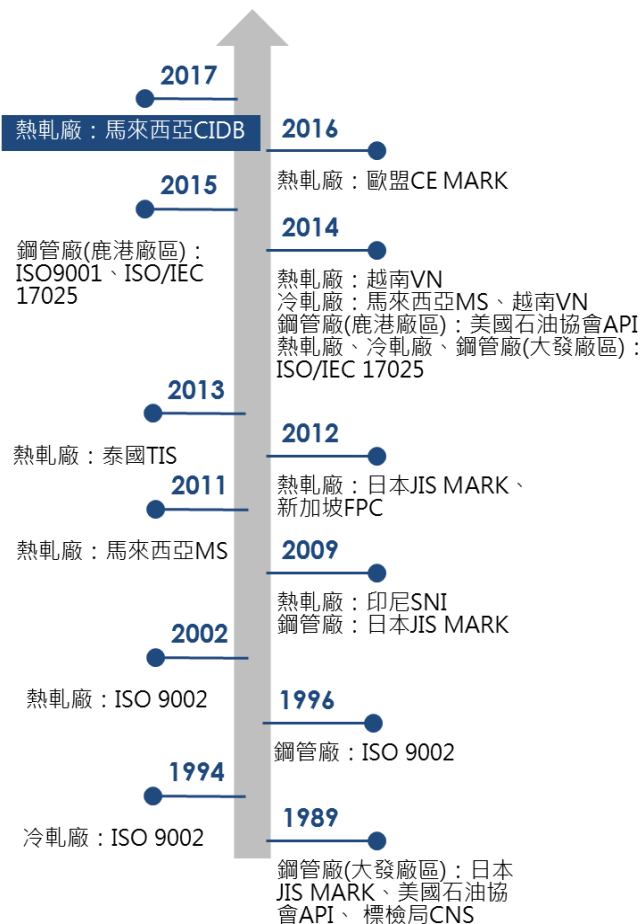 2017
熱軋廠：馬來西亞CIDB
2016
熱軋廠：歐盟CE MARK
2015
鋼管廠(鹿港廠區)：
ISO9001、ISO/IEC
17025
2014
熱軋廠：越南VN
冷軋廠：馬來西亞MS、越南VN
鋼管廠(鹿港廠區)：美國石油協會API
熱軋廠、冷軋廠、鋼管廠(大發廠區)：
ISO/IEC 17025
2013
熱軋廠：泰國TIS
2012
熱軋廠：日本JIS MARK、
新加坡FPC
2011
熱軋廠：馬來西亞MS
2009
熱軋廠：印尼SNI
鋼管廠：日本JIS MARK
2002
熱軋廠：ISO 9002
1996
鋼管廠：ISO 9002
1994
冷軋廠：ISO 9002
1989
鋼管廠(大發廠區)：日本
JIS MARK、美國石油協
會API、 標檢局CNS